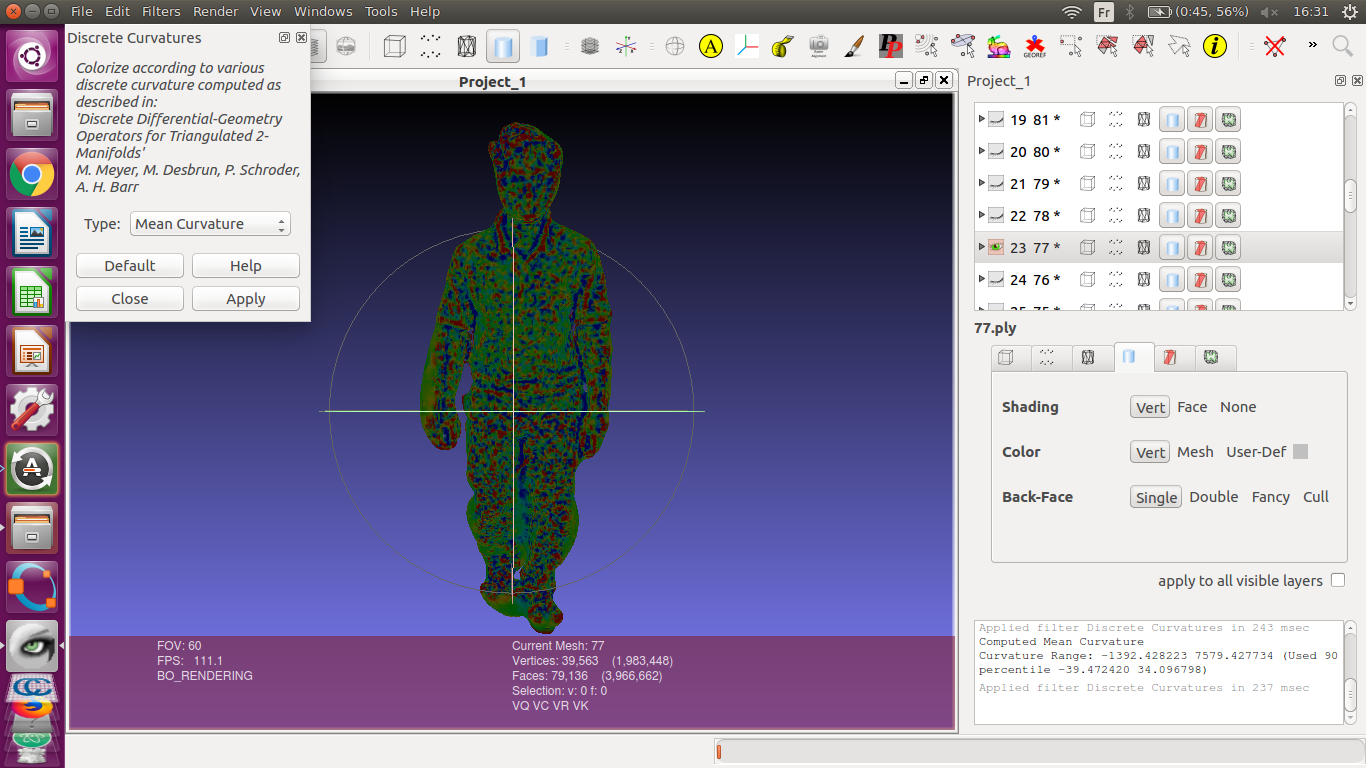 File Edit Filters Render View Windows Tools Help
Fr
(0:45, 56%)
16:31
Discrete Curvatures
Colorize according to various
discrete curvature computed as
described in:
'Discrete Differential-Geometry
Operators for Triangulated 2-
Manifolds'
M. Meyer, M. Desbrun, P. Schroder,
A. H. Barr
Type: Mean Curvature
Default Help
Close Apply
A
PP
GEOREF
i
»
Project_1
FOV: 60
FPS: 111.1
BO_RENDERING
Current Mesh: 77
Vertices: 39,563 (1,983,448)
Faces: 79,136 (3,966,662)
Selection: v: 0 f: 0
VQ VC VR VK
Project_1
19 81 *
20 80 *
21 79 *
22 78 *
23 77 *
24 76 *
77.ply
Shading Vert Face None
Color Vert Mesh User-Def
Back-Face Single Double Fancy Cull
apply to all visible layers
Applied filter Discrete Curvatures in 243 msec
Computed Mean Curvature
Curvature Range: -1392.428223 7579.427734 (Used 90
percentile -39.472420 34.096798)
Applied filter Discrete Curvatures in 237 msec